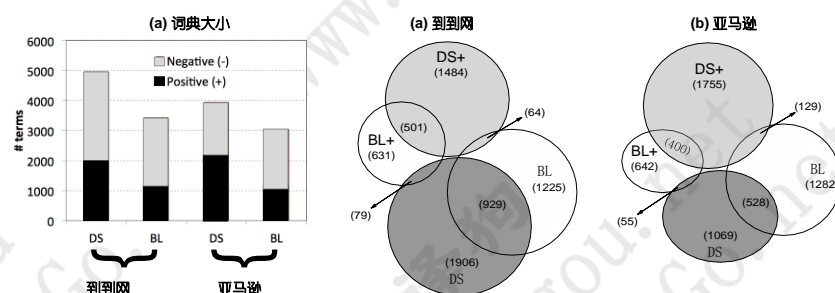 (a) 词典大小
6000
5000
4000
3000
2000
1000
0
# terms
Negative (-)
Positive (+)
DS
BL
DS
BL
到到网
亚马逊
(a) 到到网
DS+
(1484)
(64)
(501)
BL+
(631)
BL
(1225)
(929)
(79)
(1906)
DS
(b) 亚马逊
DS+
(1755)
(129)
(400)
BL+
(642)
BL
(1282)
(528)
(55)
(1069)
DS